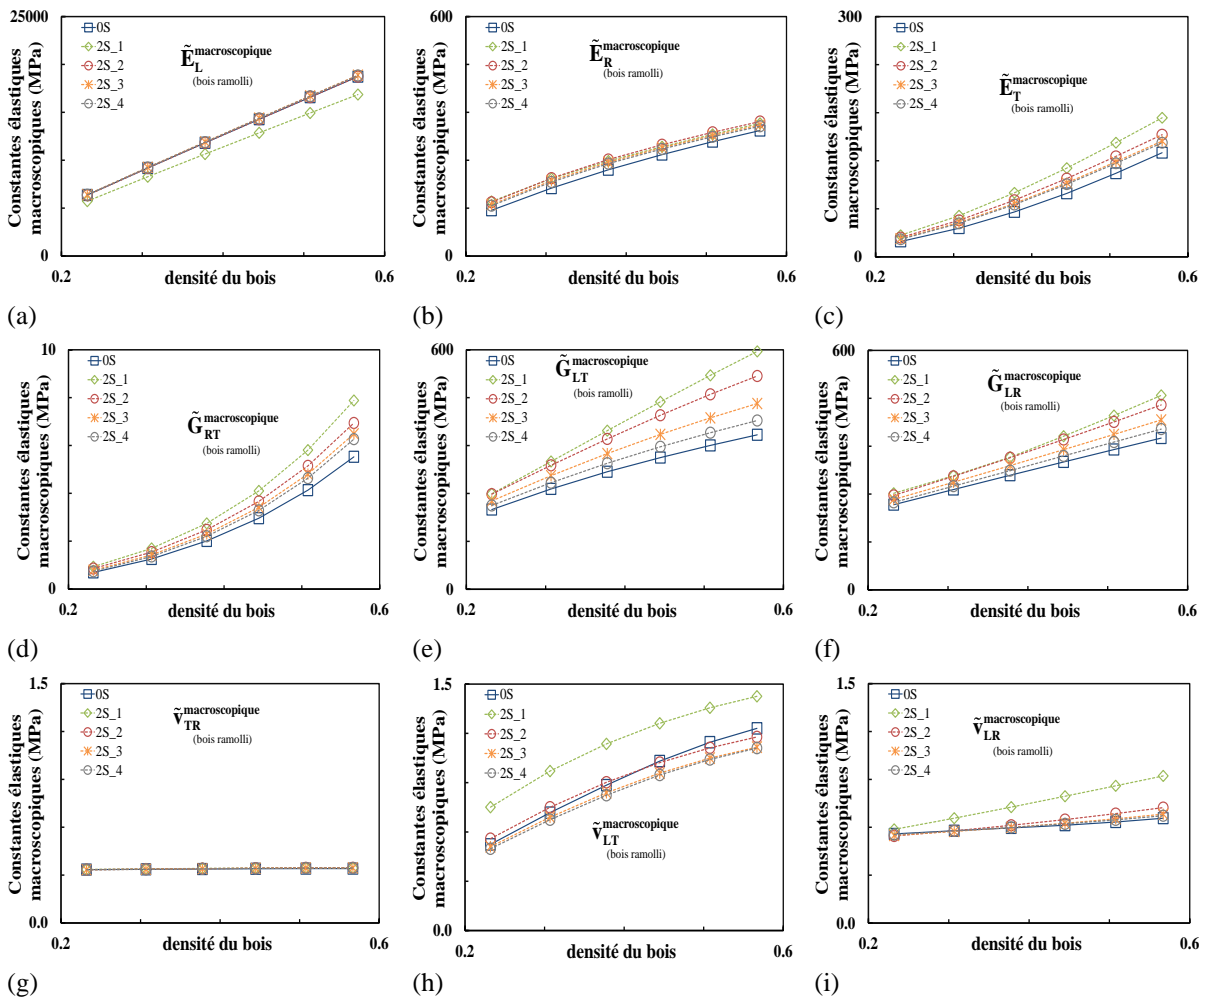 25000
Constantes élastiques
macroscopiques (MPa)
0S
2S_1
2S_2
2S_3
2S_4
ẼL macroscopique
(bois ramolli)
0
0.2
densité du bois
0.6
(a)
600
Constantes élastiques
macroscopiques (MPa)
0S
2S_1
2S_2
2S_3
2S_4
ẼR macroscopique
(bois ramolli)
0
0.2
densité du bois
0.6
(b)
300
Constantes élastiques
macroscopiques (MPa)
0S
2S_1
2S_2
2S_3
2S_4
ẼT macroscopique
(bois ramolli)
0
0.2
densité du bois
0.6
(c)
10
Constantes élastiques
macroscopiques (MPa)
0S
2S_1
2S_2
2S_3
2S_4
G̃RT macroscopique
(bois ramolli)
0
0.2
densité du bois
0.6
(d)
600
Constantes élastiques
macroscopiques (MPa)
0S
2S_1
2S_2
2S_3
2S_4
G̃LT macroscopique
(bois ramolli)
0
0.2
densité du bois
0.6
(e)
600
Constantes élastiques
macroscopiques (MPa)
0S
2S_1
2S_2
2S_3
2S_4
G̃LR macroscopique
(bois ramolli)
0
0.2
densité du bois
0.6
(f)
1.5
Constantes élastiques
macroscopiques (MPa)
0S
2S_1
2S_2
2S_3
2S_4
ṽTR macroscopique
(bois ramolli)
0.0
0.2
densité du bois
0.6
(g)
1.5
Constantes élastiques
macroscopiques (MPa)
0S
2S_1
2S_2
2S_3
2S_4
ṽLT macroscopique
(bois ramolli)
0.0
0.2
densité du bois
0.6
(h)
1.5
Constantes élastiques
macroscopiques (MPa)
0S
2S_1
2S_2
2S_3
2S_4
ṽLR macroscopique
(bois ramolli)
0.0
0.2
densité du bois
0.6
(i)